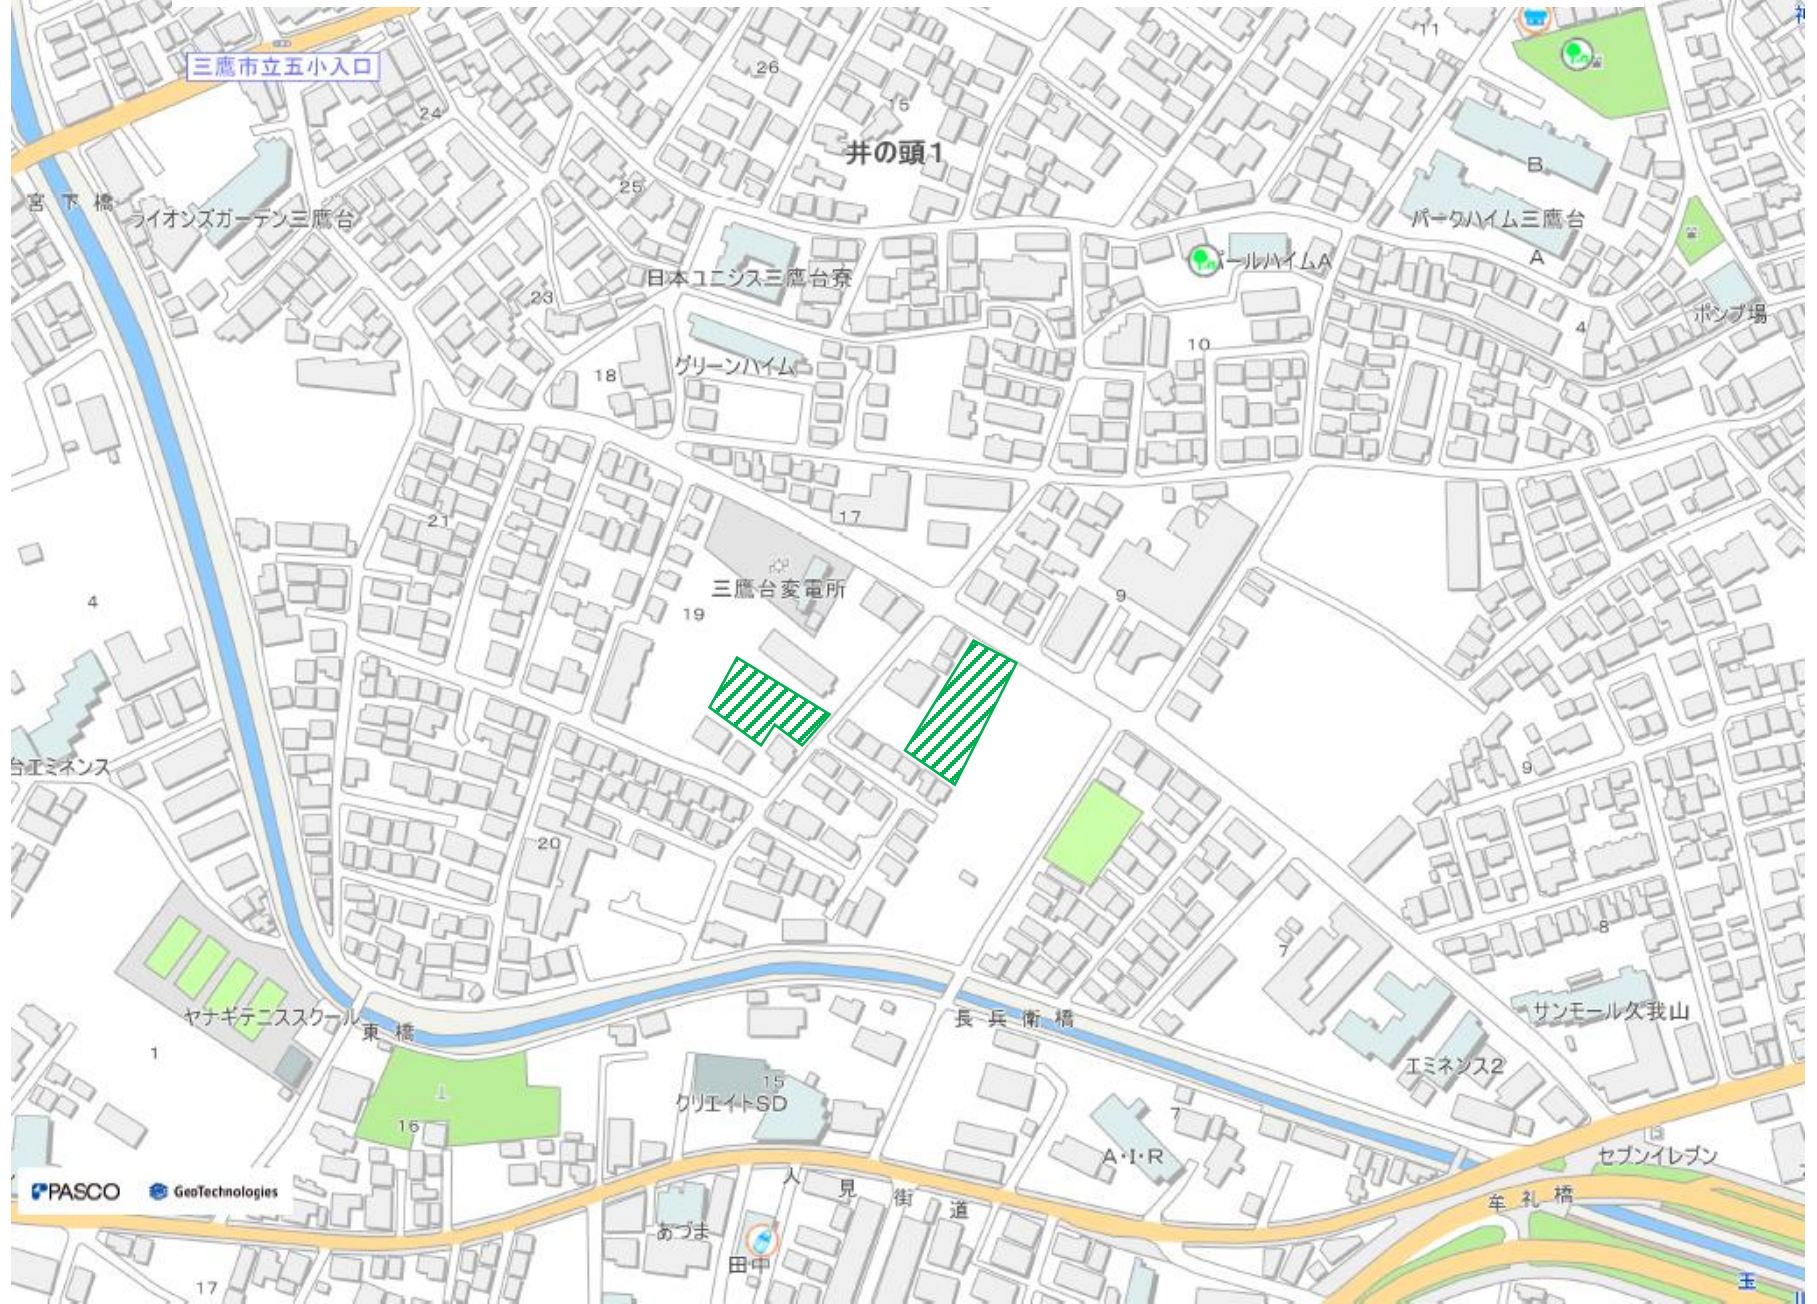 神
11
三鷹市立五小入口
26
15
24
井の頭1
B
25
宮下橋
ライオンズガーデン三鷹台
パークハイム三鷹台
A
ールハイムA
日本ユニシス三鷹台寮
23
ポンプ場
4
10
グリーンハイム
18
17
21
三鷹台変電所
9
4
19
台エミネンス
9
20
8
7
ヤナギテニススクール
東橋
長兵衛橋
サンモール久我山
1
エミネンス2
15
クリエイトSD
7
16
A・I・R
セブンイレブン
PASCO
GeoTechnologies
人見街道
牟礼橋
あづま
田中
17
玉
川